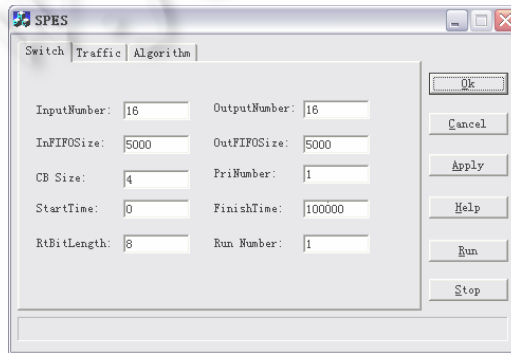 SPES
Switch Traffic Algorithm
InputNumber: 16 OutputNumber: 16
InFIFOSize: 5000 OutFIFOSize: 5000
CB Size: 4 PriNumber: 1
StartTime: 0 FinishTime: 100000
RtBitLength: 8 Run Number: 1
Ok
Cancel
Apply
Help
Run
Stop